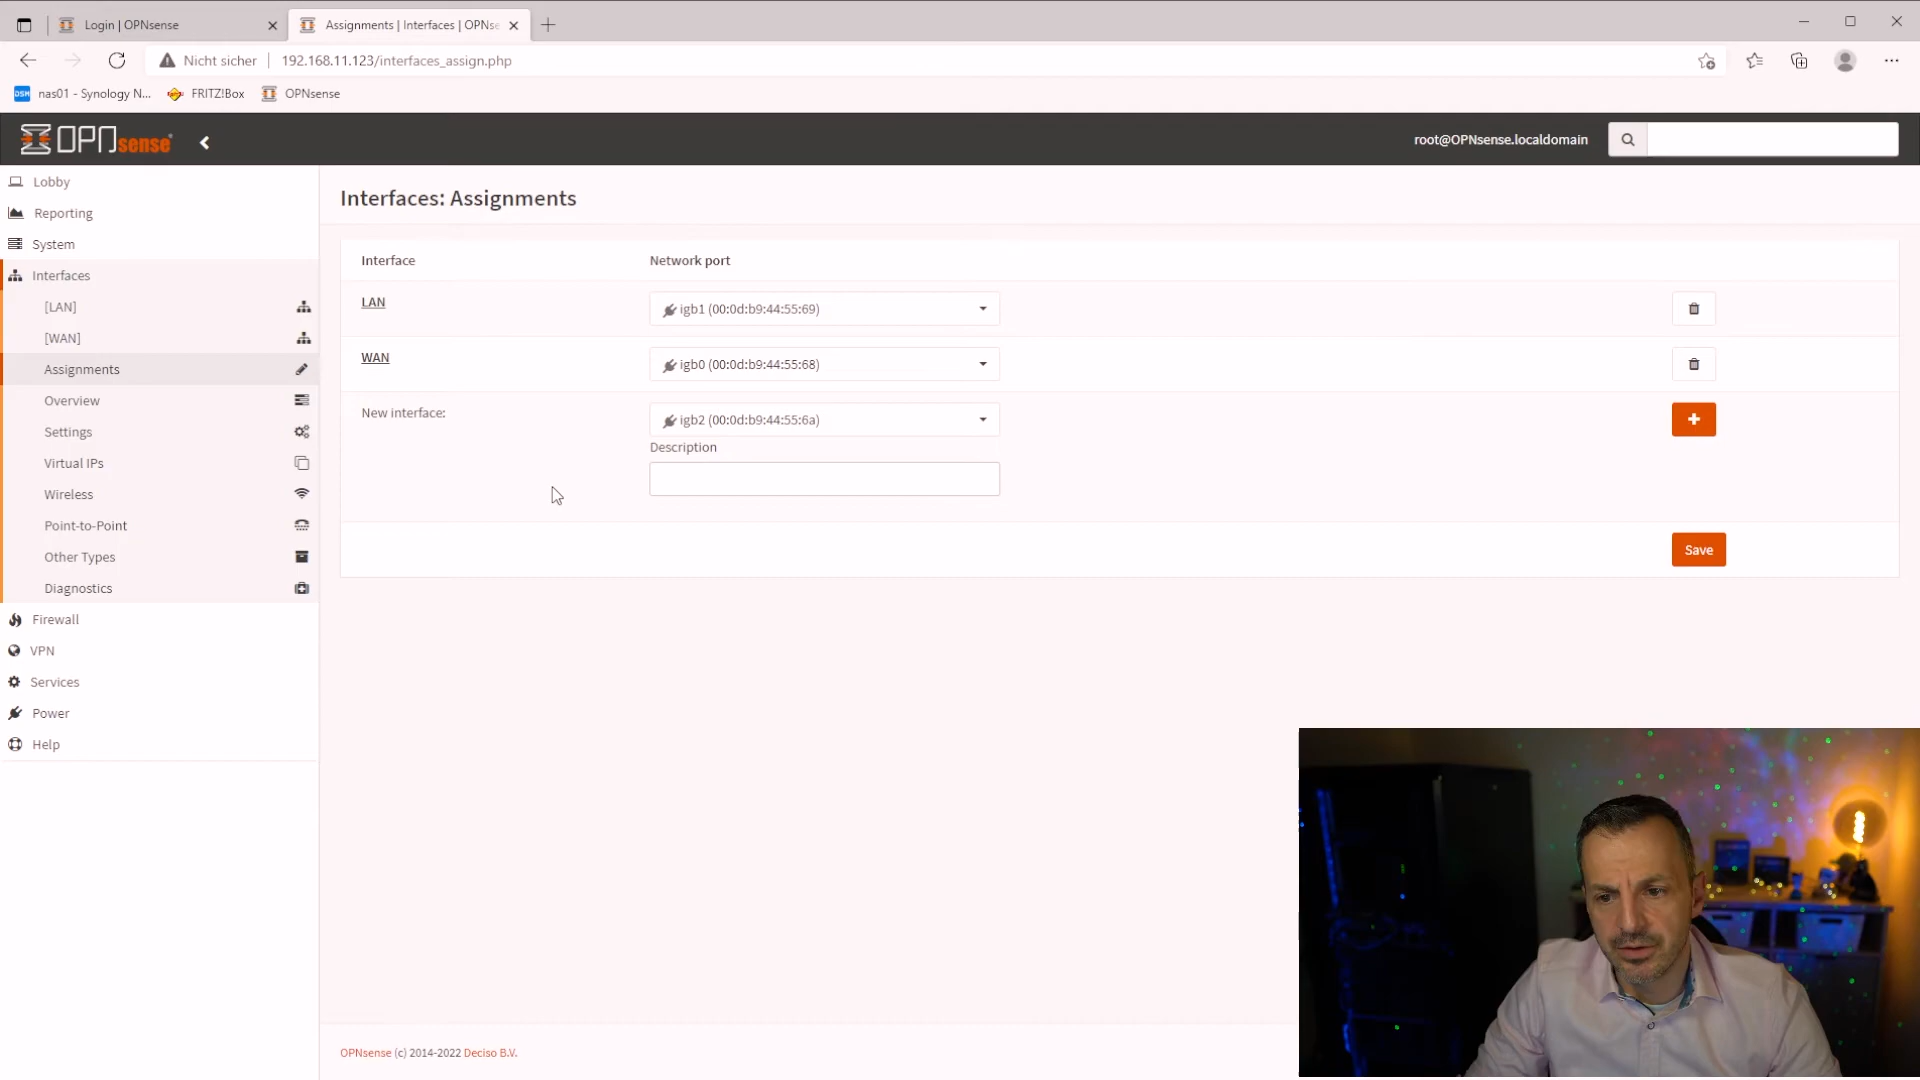 Login | OPNsense
Assignments | Interfaces | OPNse
Nicht sicher
192.168.11.123/interfaces_assign.php
nas01 - Synology N...
FRITZ!Box
OPNsense
OPNsense
root@OPNsense.localdomain
Lobby
Reporting
System
Interfaces
[LAN]
[WAN]
Assignments
Overview
Settings
Virtual IPs
Wireless
Point-to-Point
Other Types
Diagnostics
Firewall
VPN
Services
Power
Help
Interfaces: Assignments
Interface Network port
LAN igb1 (00:0d:b9:44:55:69)
WAN igb0 (00:0d:b9:44:55:68)
New interface: igb2 (00:0d:b9:44:55:6a)
Description
Save
OPNsense (c) 2014-2022 Deciso B.V.